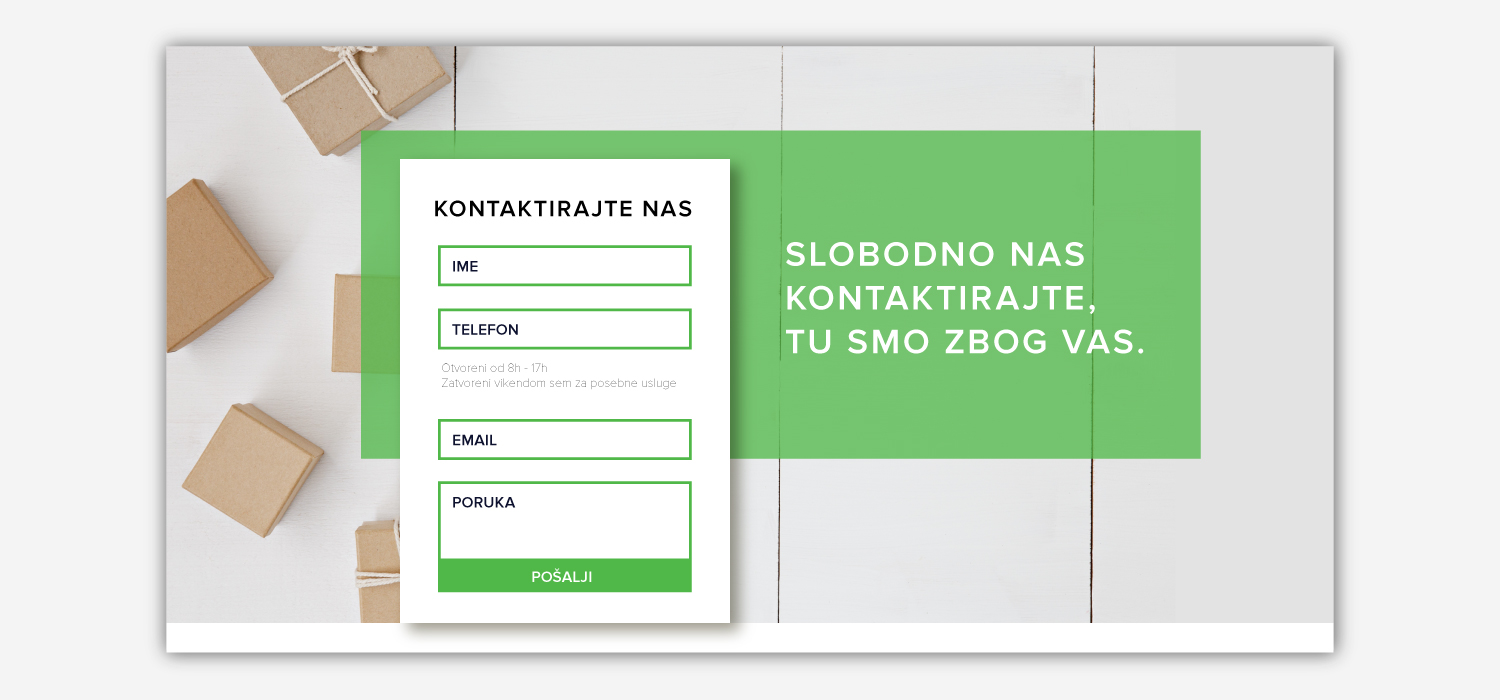 KONTAKTIRAJTE NAS
IME
TELEFON
Otvoreni od 8h - 17h
Zatvoreni vikendom sem za posebne usluge
EMAIL
PORUKA
POŠALJI
SLOBODNO NAS
KONTAKTIRAJTE,
TU SMO ZBOG VAS.